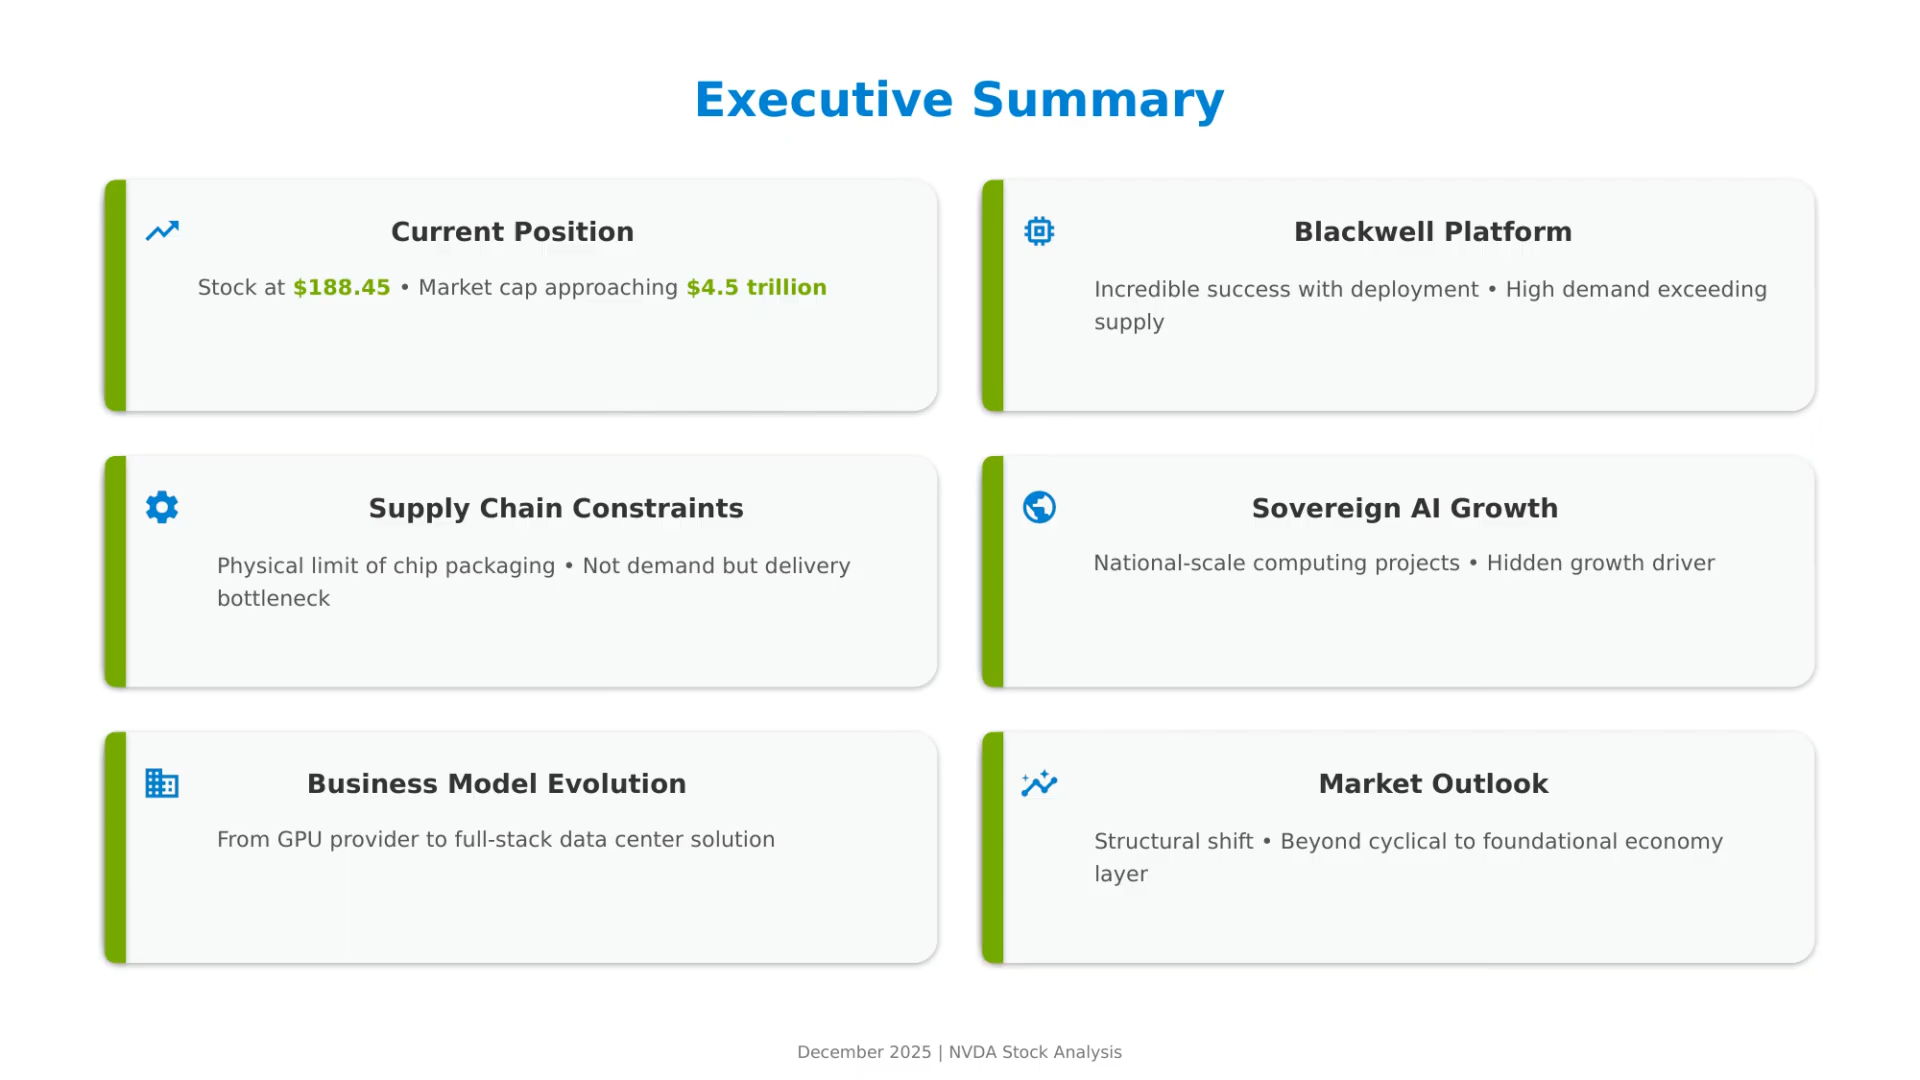 Executive Summary
Current Position
Stock at $188.45 • Market cap approaching $4.5 trillion
Blackwell Platform
Incredible success with deployment • High demand exceeding
supply
Supply Chain Constraints
Physical limit of chip packaging • Not demand but delivery
bottleneck
Sovereign AI Growth
National-scale computing projects • Hidden growth driver
Business Model Evolution
From GPU provider to full-stack data center solution
Market Outlook
Structural shift • Beyond cyclical to foundational economy
layer
December 2025 | NVDA Stock Analysis